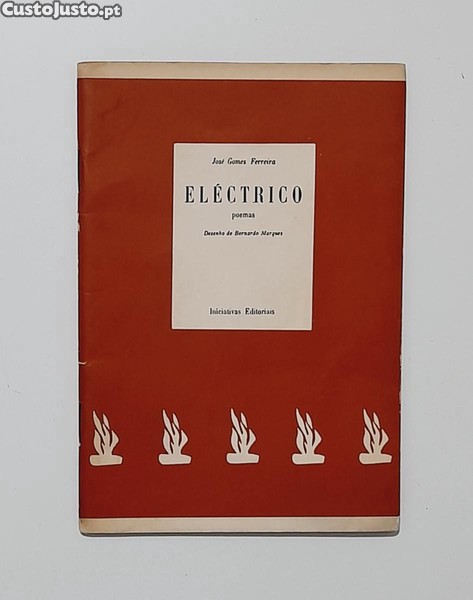 CustoJusto.pt
José Gomes Ferreira
ELÉCTRICO
poemas
Desenho de Bernardo Marques
Iniciativas Editoriais